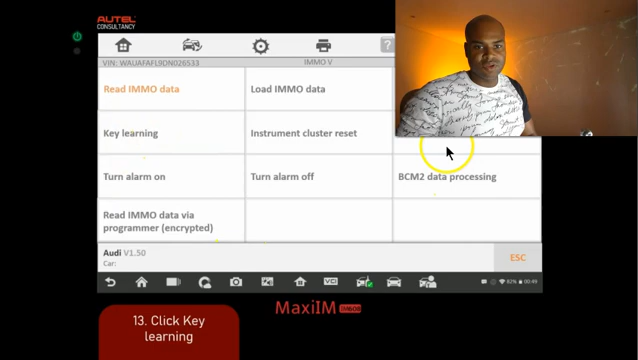 AUTEL
CONSULTANCY
VIN: WAUAFAFL9DN026533
IMMO V
Read IMMO data
Load IMMO data
Key learning
Instrument cluster reset
Turn alarm on
Turn alarm off
BCM2 data processing
Read IMMO data via
programmer (encrypted)
Audi V1.50
Car:
ESC
VCI
82% 00:49
MaxiIM IM608
13. Click Key
learning